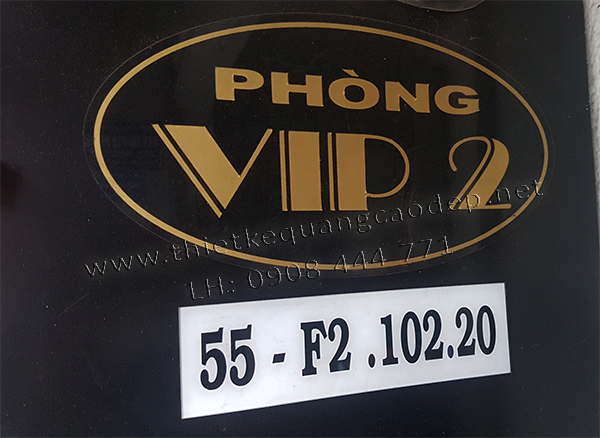 PHÒNG
VIP 2
www.thietkequangcaodep.net
LH: 0908 444 771
55 - F2 .102.20